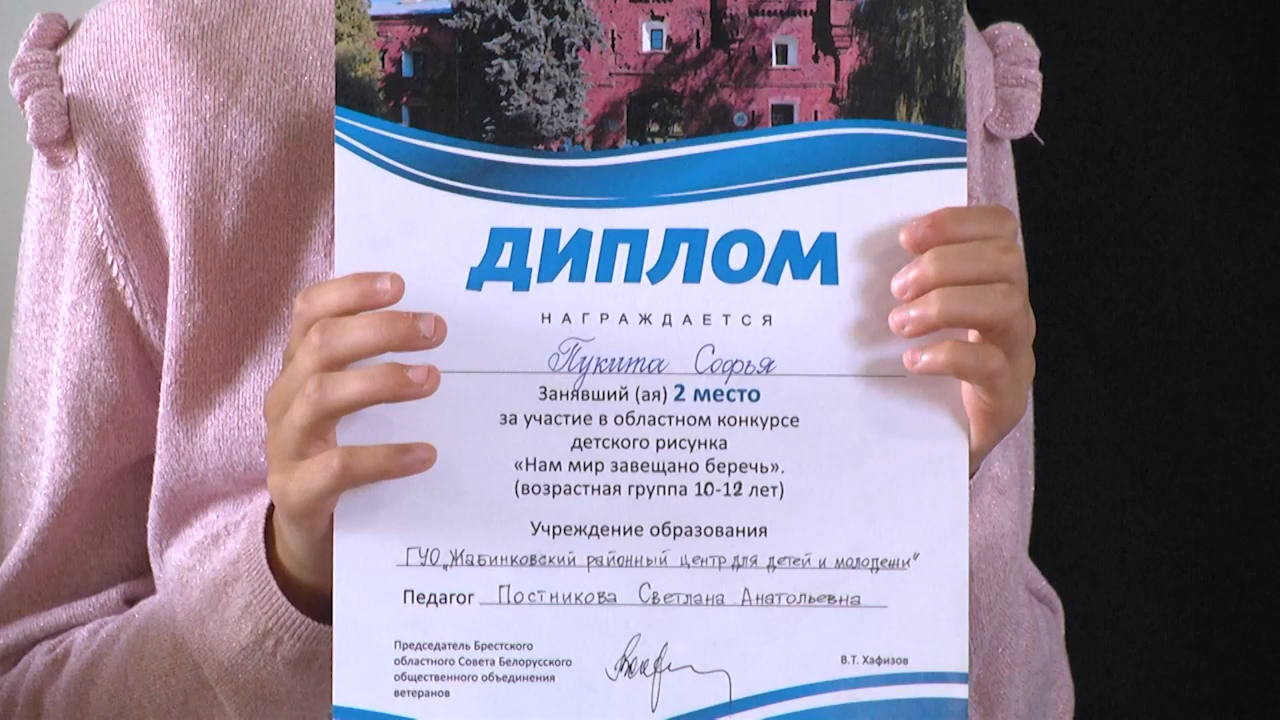 ДИПЛОМ
НАГРАЖДАЕТСЯ
Пукита Софья
Занявший (ая) 2 место
за участие в областном конкурсе
детского рисунка
«Нам мир завещано беречь».
(возрастная группа 10-12 лет)
Учреждение образования
ГУО „Жабинковский районный центр для детей и молодежи"
Педагог Постникова Светлана Анатольевна
Председатель Брестского
областного Совета Белорусского
общественного объединения
ветеранов
В.Т. Хафизов